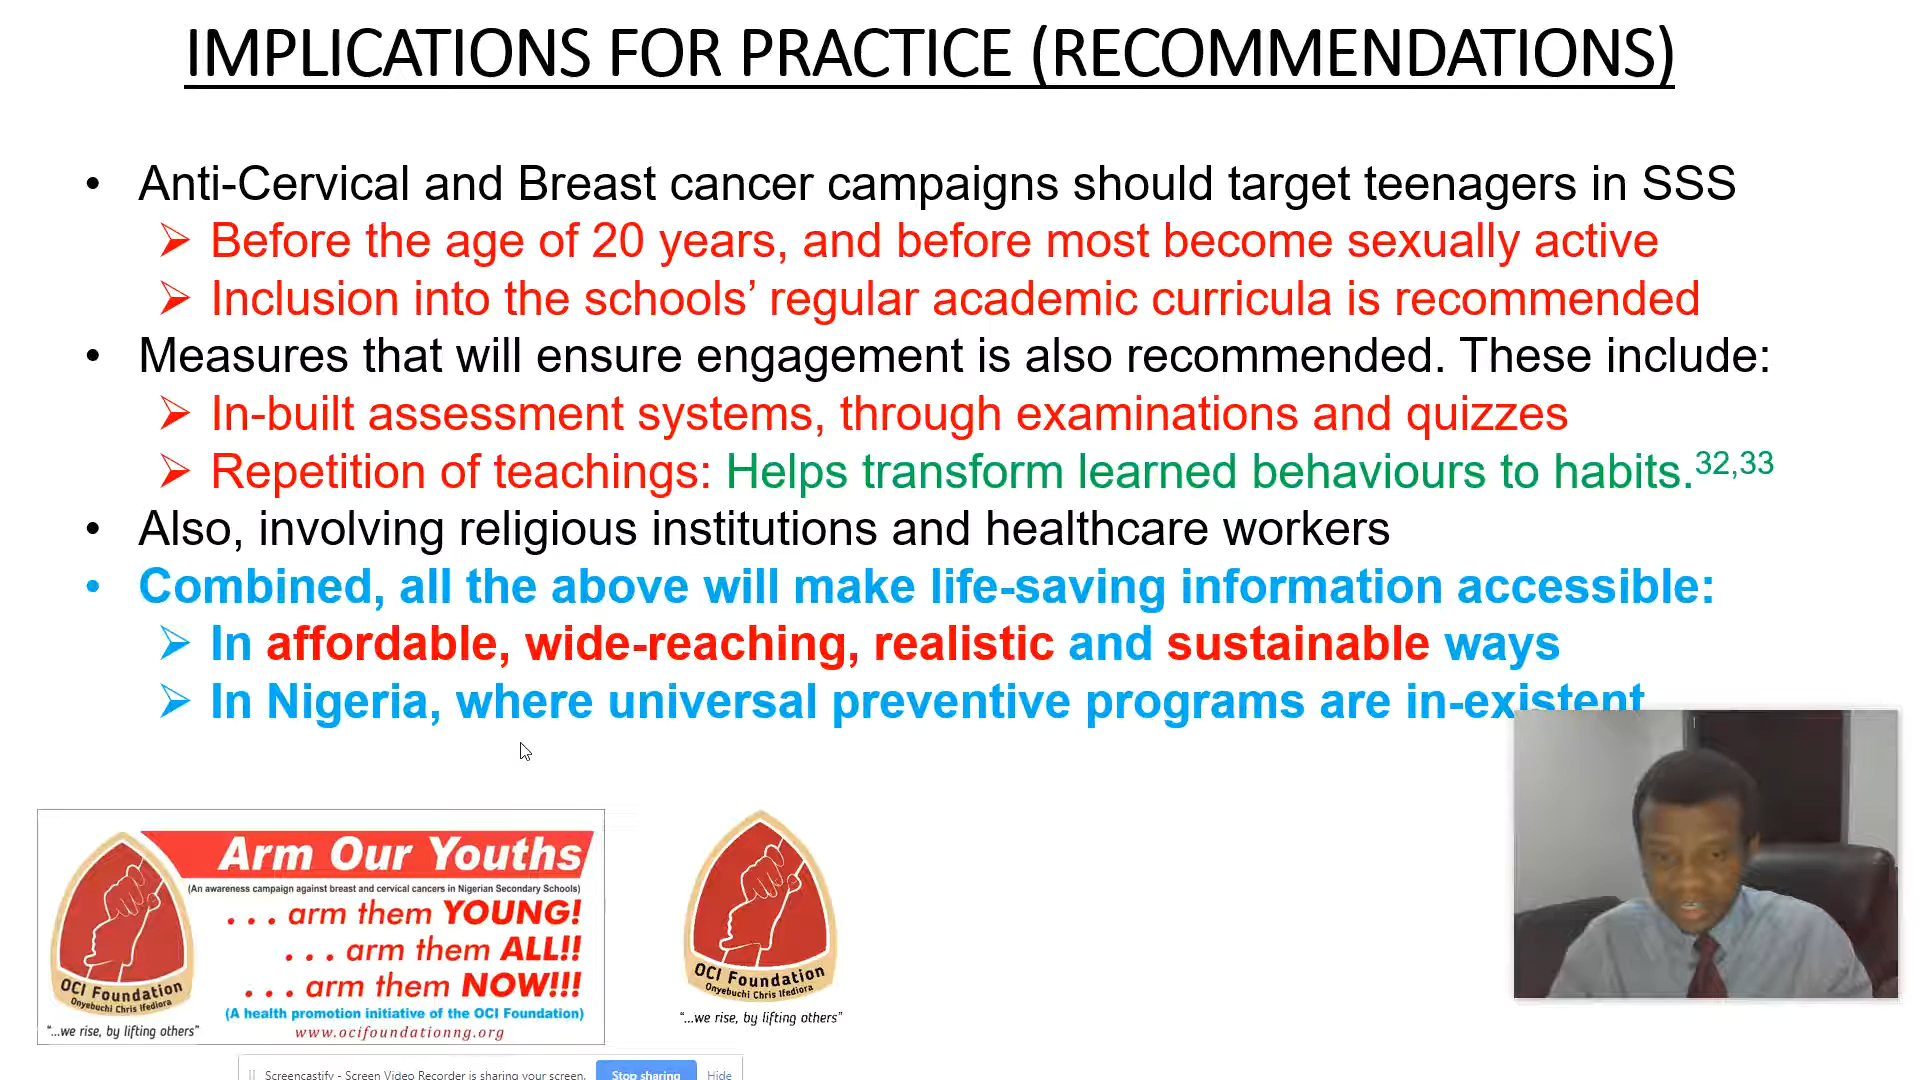 IMPLICATIONS FOR PRACTICE (RECOMMENDATIONS)
• Anti-Cervical and Breast cancer campaigns should target teenagers in SSS
➢ Before the age of 20 years, and before most become sexually active
➢ Inclusion into the schools’ regular academic curricula is recommended
• Measures that will ensure engagement is also recommended. These include:
➢ In-built assessment systems, through examinations and quizzes
➢ Repetition of teachings: Helps transform learned behaviours to habits.32,33
• Also, involving religious institutions and healthcare workers
• Combined, all the above will make life-saving information accessible:
➢ In affordable, wide-reaching, realistic and sustainable ways
➢ In Nigeria, where universal preventive programs are in-existent
Arm Our Youths
(An awareness campaign against breast and cervical cancers in Nigerian Secondary Schools)
. . . arm them YOUNG!
. . . arm them ALL!!
. . . arm them NOW!!!
(A health promotion initiative of the OCI Foundation)
www.ocifoundationng.org
OCI Foundation
Onyebuchi Chris Ifediora
“...we rise, by lifting others”
OCI Foundation
Onyebuchi Chris Ifediora
“...we rise, by lifting others”
Screencastify - Screen Video Recorder is sharing your screen. Stop sharing Hide